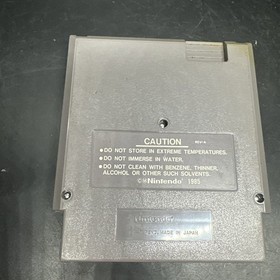 CAUTION
• DO NOT STORE IN EXTREME TEMPERATURES.
• DO NOT IMMERSE IN WATER.
• DO NOT CLEAN WITH BENZENE, THINNER,
ALCOHOL OR OTHER SUCH SOLVENTS.
Nintendo 1985
MADE IN JAPAN